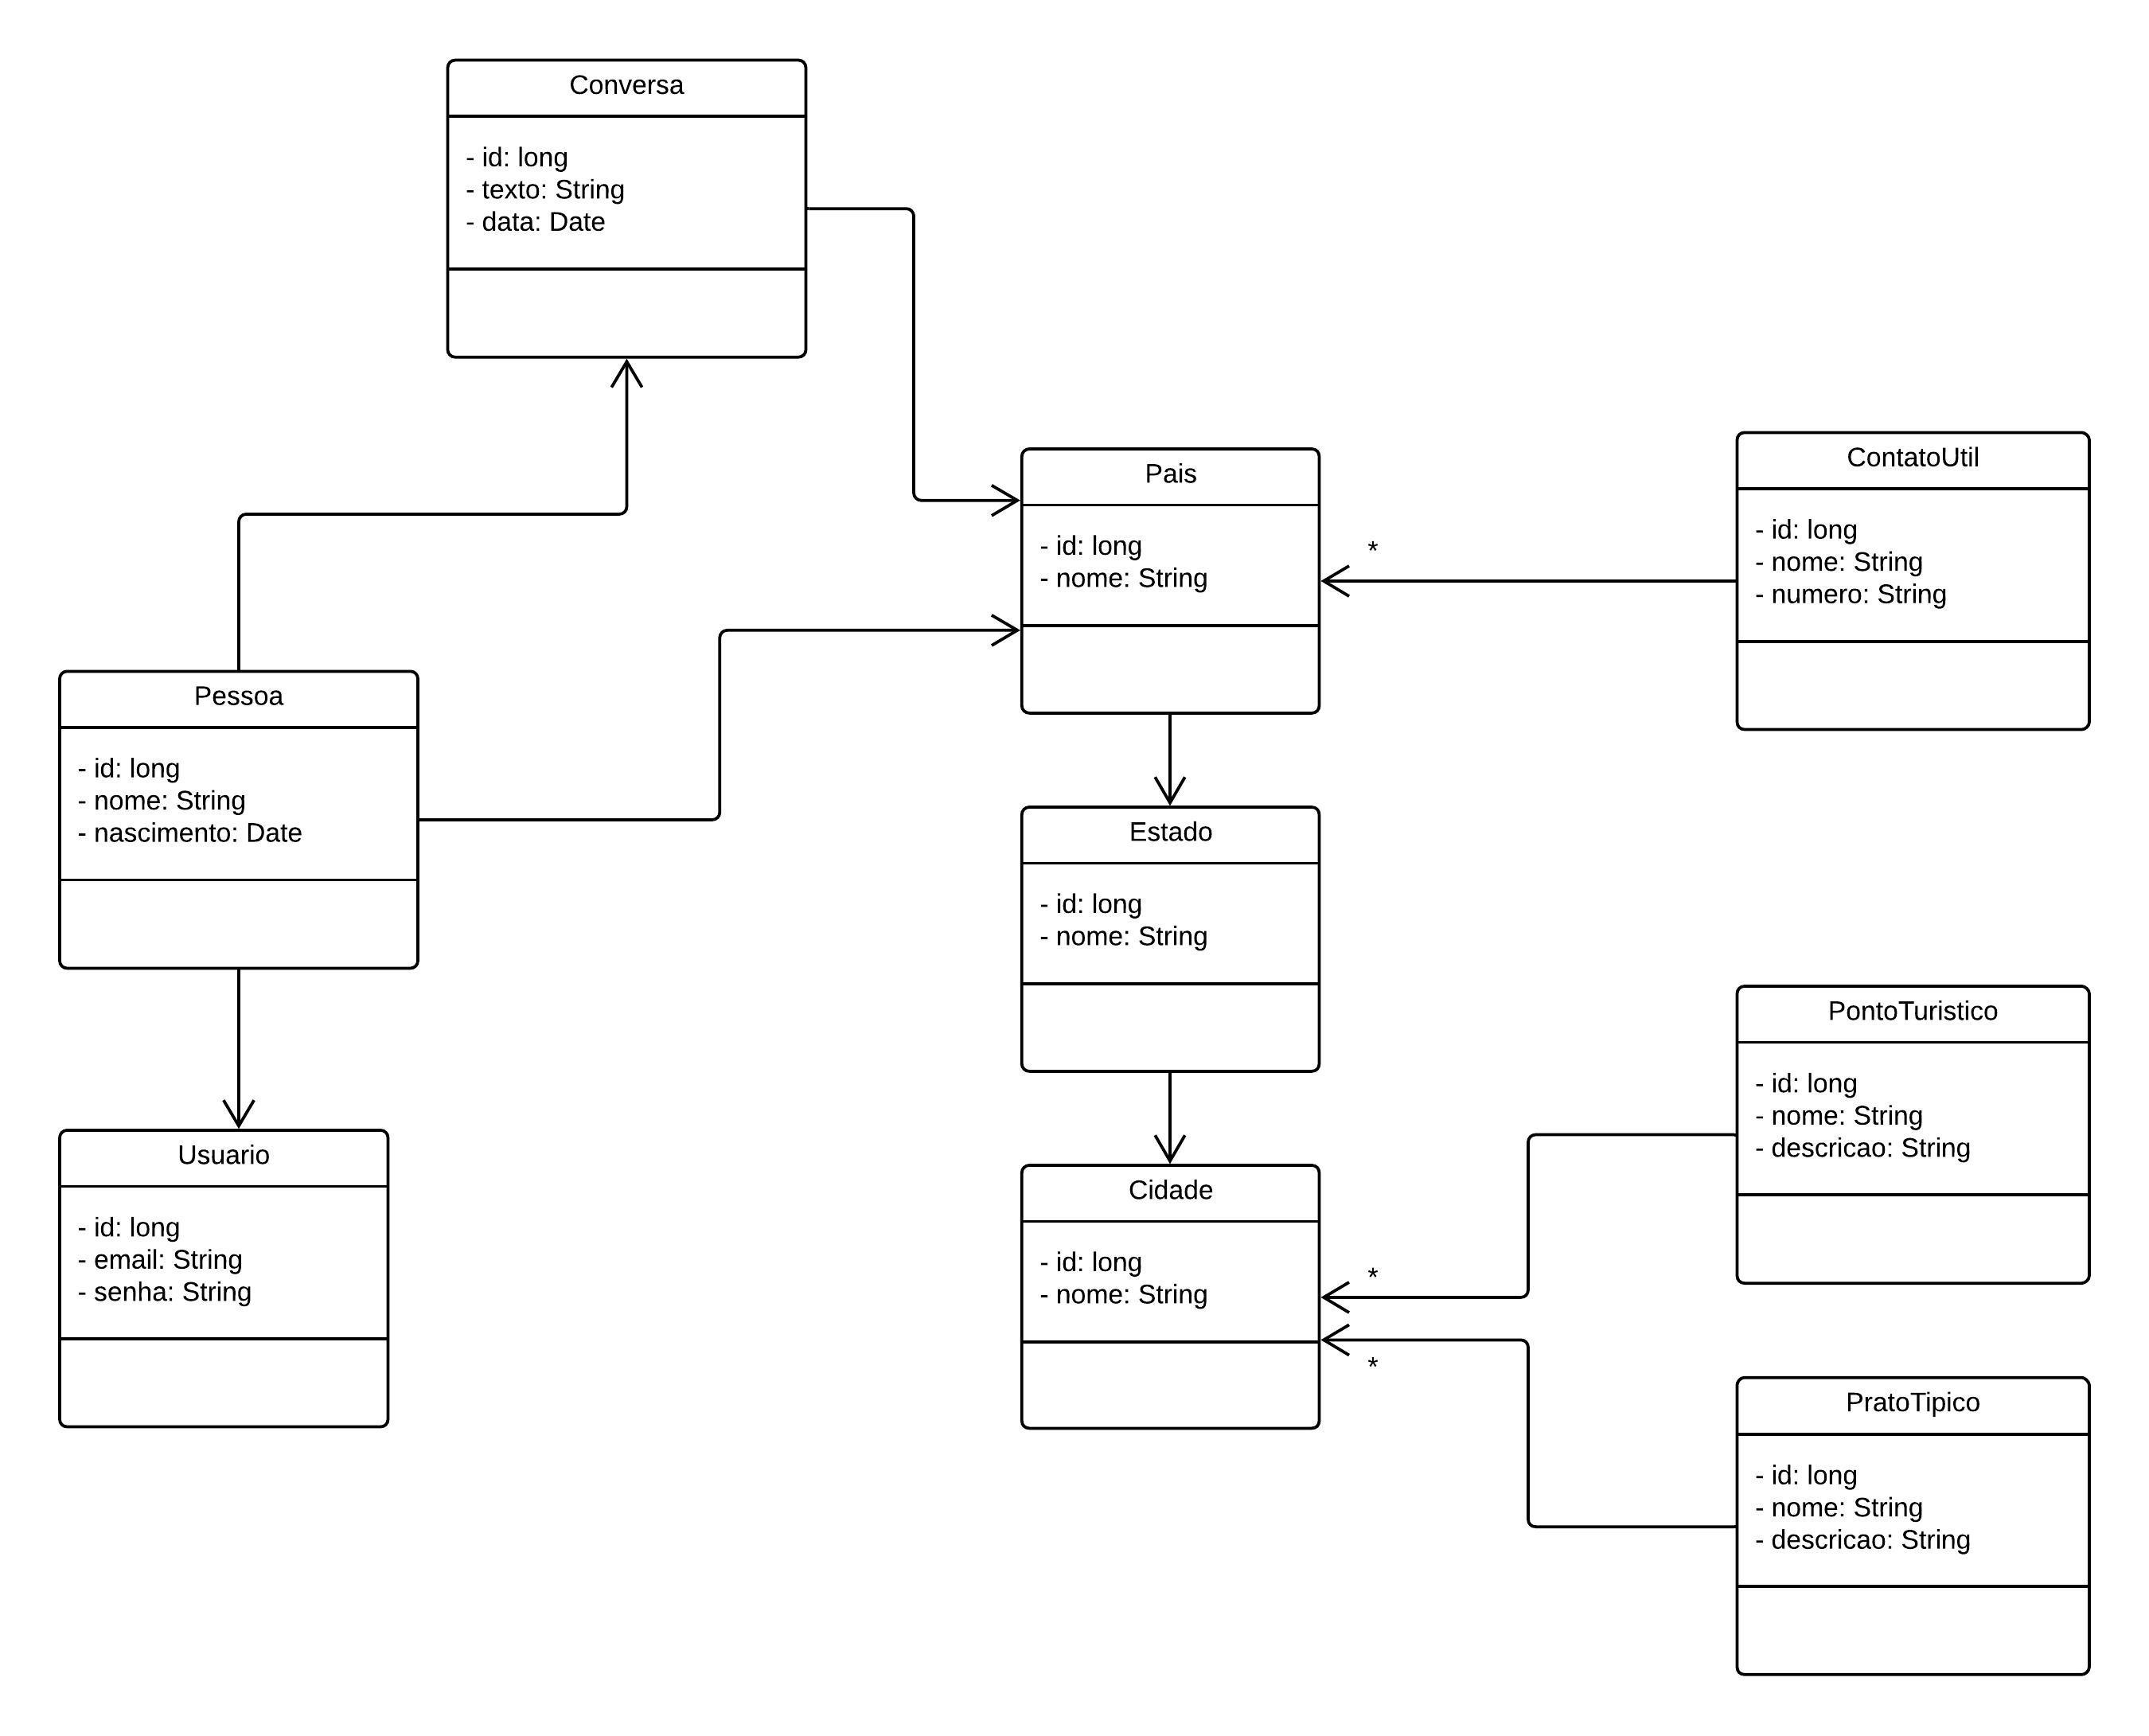 Conversa
- id: long
- texto: String
- data: Date
Pais
- id: long
- nome: String
*
ContatoUtil
- id: long
- nome: String
- numero: String
Pessoa
- id: long
- nome: String
- nascimento: Date
Estado
- id: long
- nome: String
PontoTuristico
- id: long
- nome: String
- descricao: String
Usuario
- id: long
- email: String
- senha: String
Cidade
- id: long
- nome: String
*
*
PratoTipico
- id: long
- nome: String
- descricao: String